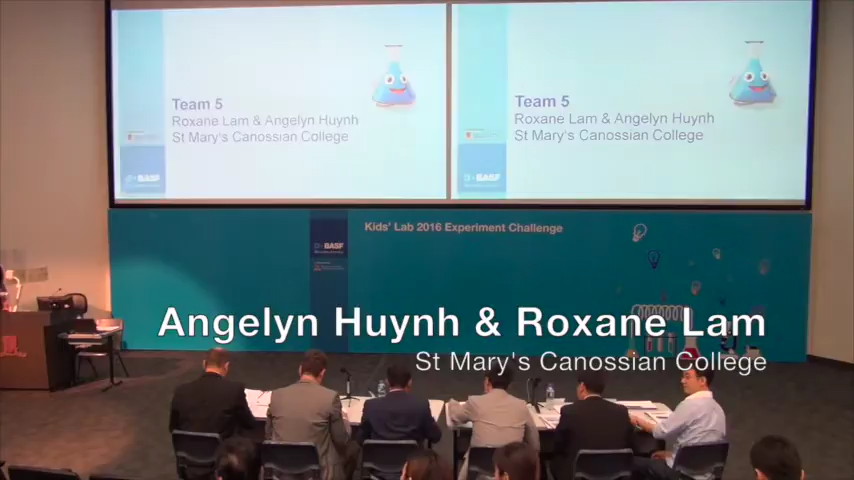 Team 5
Roxane Lam & Angelyn Huynh
St Mary's Canossian College
BASF
Team 5
Roxane Lam & Angelyn Huynh
St Mary's Canossian College
BASF
Kids' Lab 2016 Experiment Challenge
BASF
Angelyn Huynh & Roxane Lam
St Mary's Canossian College